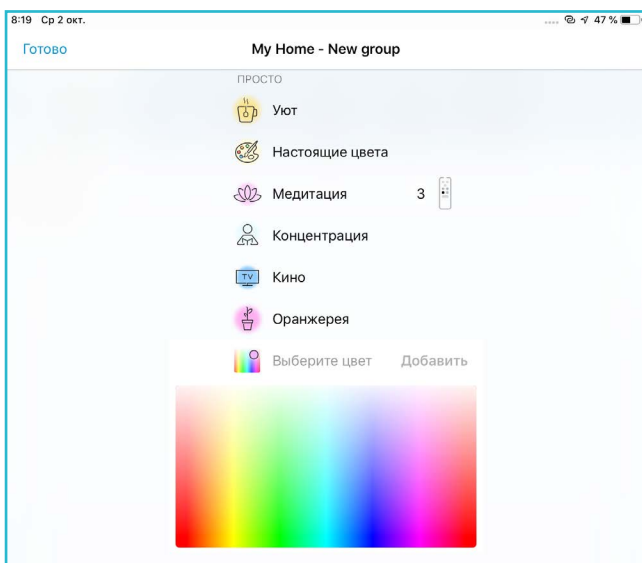 8:19 Ср 2 окт. 47 %
Готово My Home - New group
ПРОСТО
Уют
Настоящие цвета
Медитация 3
Концентрация
TV Кино
Оранжерея
Выберите цвет Добавить